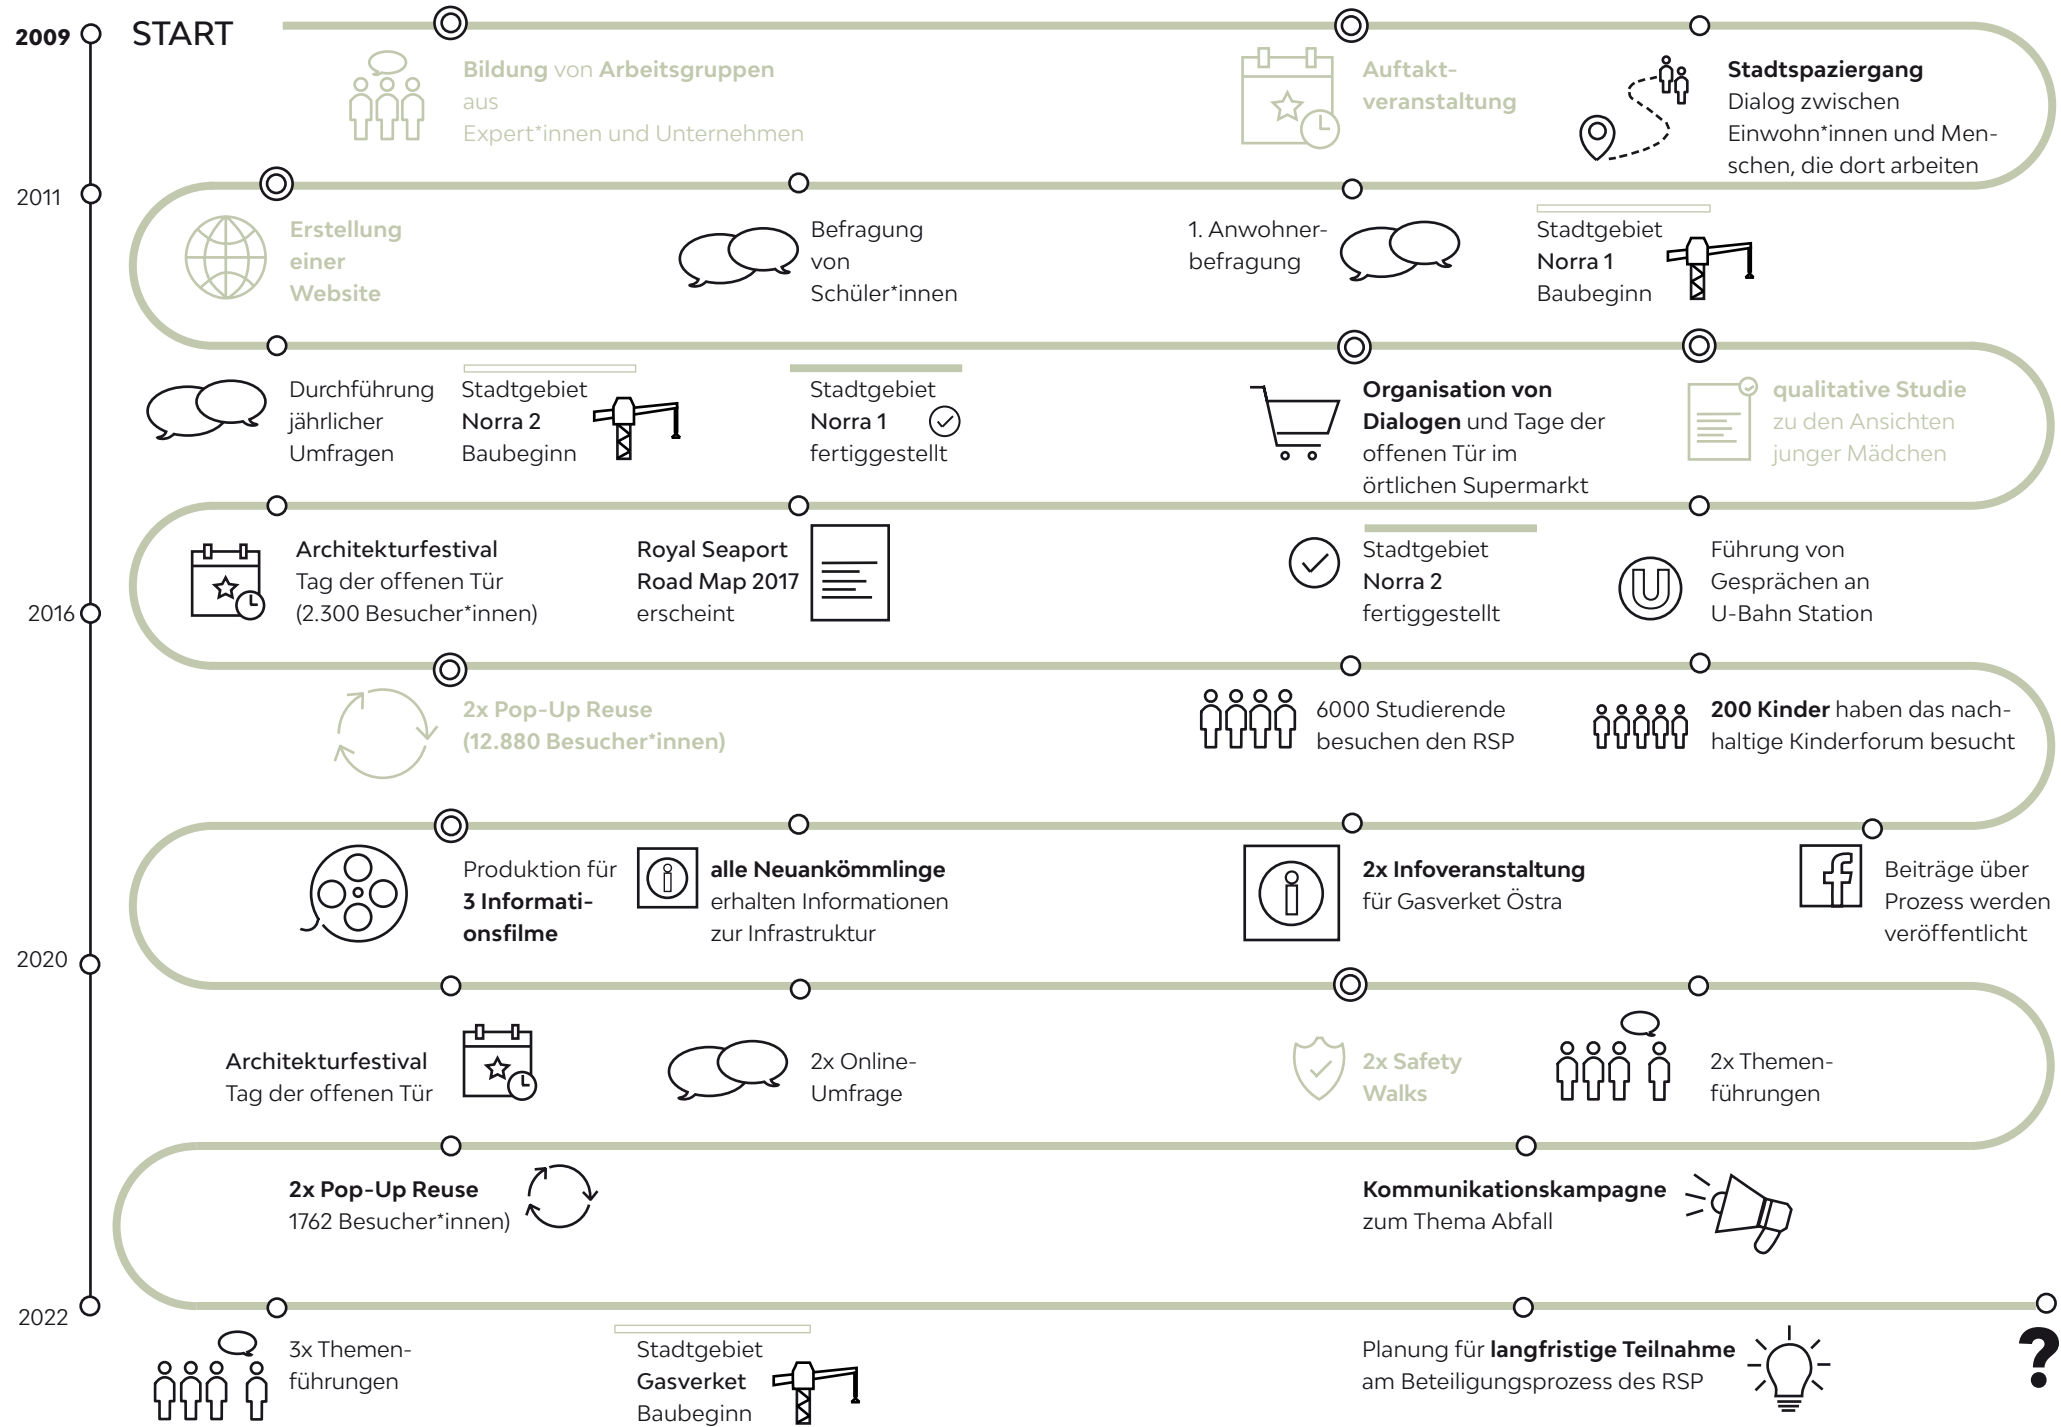 2009
START
Bildung von Arbeitsgruppen
aus
Expert*innen und Unternehmen
Auftakt-
veranstaltung
Stadtspaziergang
Dialog zwischen
Einwohn*innen und Men-
schen, die dort arbeiten
2011
Erstellung
einer
Website
Befragung
von
Schüler*innen
1. Anwohner-
befragung
Stadtgebiet
Norra 1
Baubeginn
Durchführung
jährlicher
Umfragen
Stadtgebiet
Norra 2
Baubeginn
Stadtgebiet
Norra 1
fertiggestellt
Organisation von
Dialogen und Tage der
offenen Tür im
örtlichen Supermarkt
qualitative Studie
zu den Ansichten
junger Mädchen
2016
Architekturfestival
Tag der offenen Tür
(2.300 Besucher*innen)
Royal Seaport
Road Map 2017
erscheint
Stadtgebiet
Norra 2
fertiggestellt
U
Führung von
Gesprächen an
U-Bahn Station
2x Pop-Up Reuse
(12.880 Besucher*innen)
6000 Studierende
besuchen den RSP
200 Kinder haben das nach-
haltige Kinderforum besucht
Produktion für
3 Informati-
onsfilme
i
alle Neuankömmlinge
erhalten Informationen
zur Infrastruktur
i
2x Infoveranstaltung
für Gasverket Östra
f
Beiträge über
Prozess werden
veröffentlicht
2020
Architekturfestival
Tag der offenen Tür
2x Online-
Umfrage
2x Safety
Walks
2x Themen-
führungen
2x Pop-Up Reuse
1762 Besucher*innen)
Kommunikationskampagne
zum Thema Abfall
2022
3x Themen-
führungen
Stadtgebiet
Gasverket
Baubeginn
Planung für langfristige Teilnahme
am Beteiligungsprozess des RSP
?